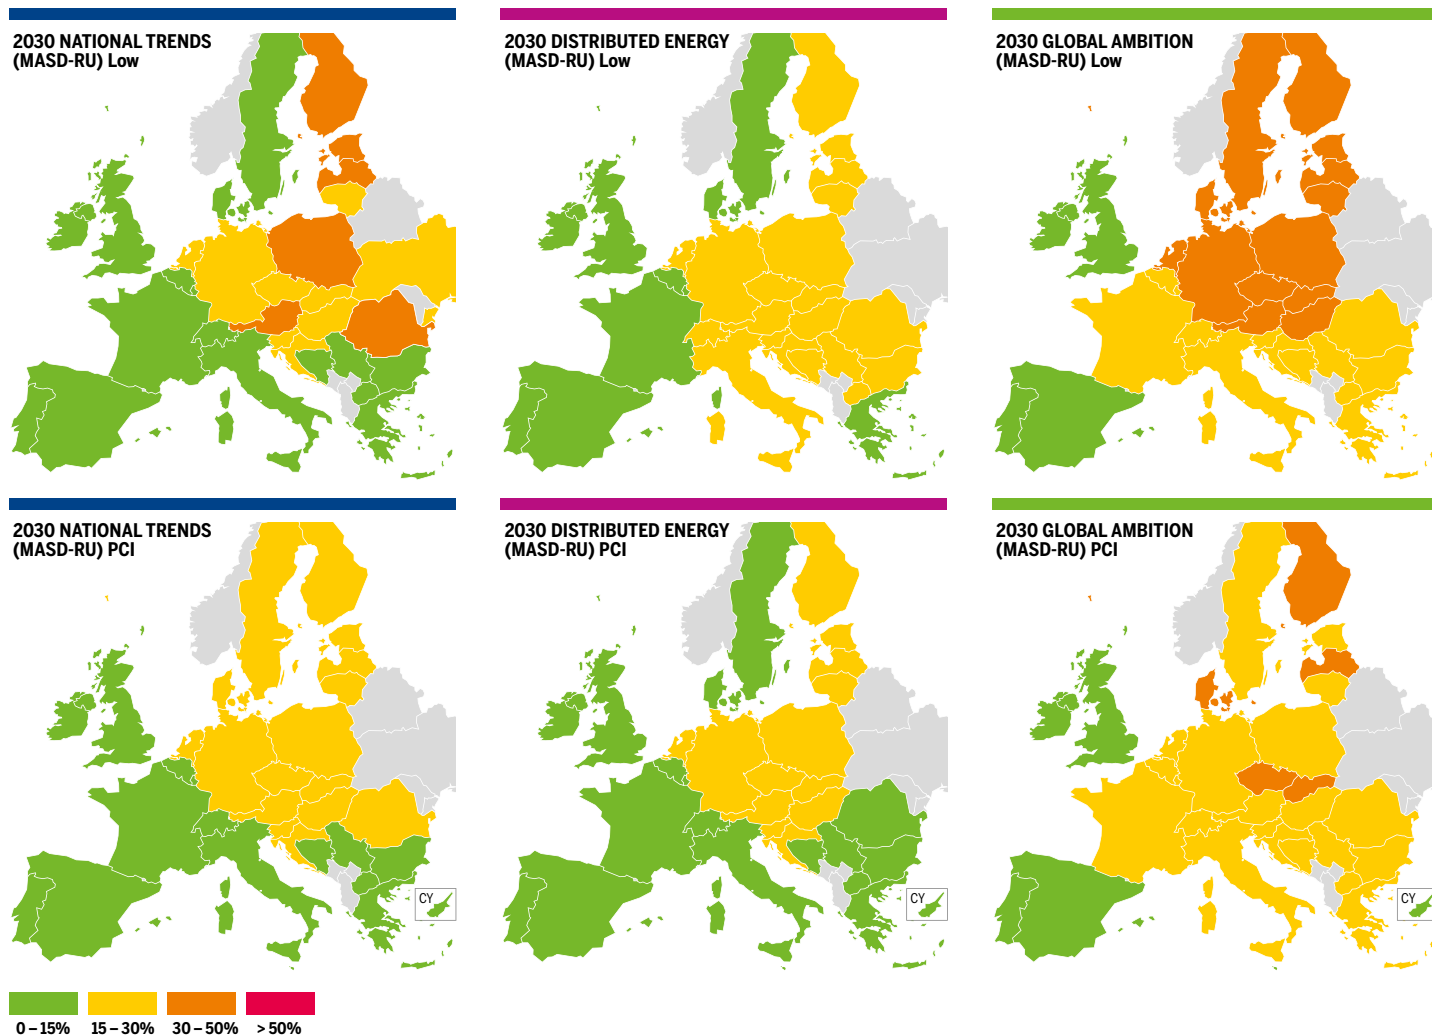 2030 NATIONAL TRENDS
(MASD-RU) Low
2030 DISTRIBUTED ENERGY
(MASD-RU) Low
2030 GLOBAL AMBITION
(MASD-RU) Low
2030 NATIONAL TRENDS
(MASD-RU) PCI
2030 DISTRIBUTED ENERGY
(MASD-RU) PCI
2030 GLOBAL AMBITION
(MASD-RU) PCI
CY
CY
CY
0 – 15%
15 – 30%
30 – 50%
> 50%